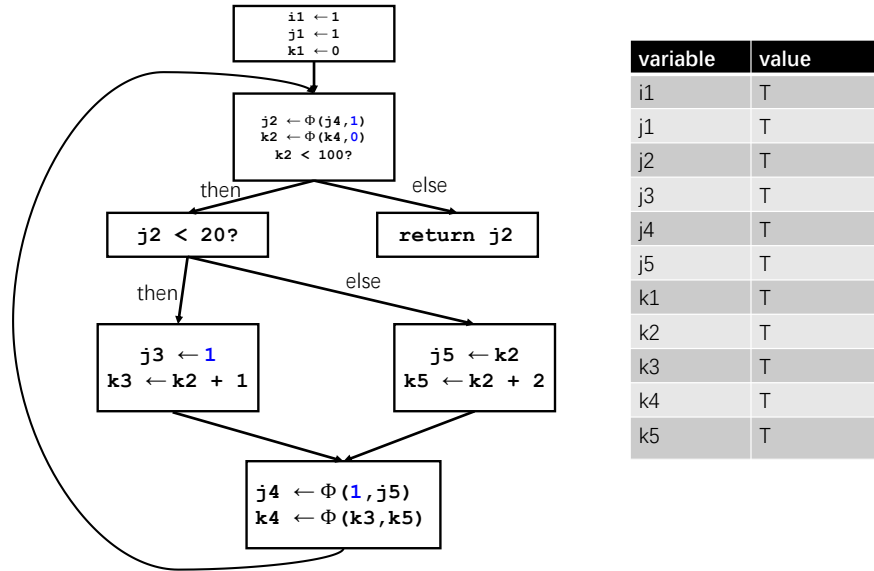 i1 ← 1
j1 ← 1
k1 ← 0
j2 ← Φ(j4,1)
k2 ← Φ(k4,0)
k2 < 100?
then
else
j2 < 20?
return j2
then
else
j3 ← 1
k3 ← k2 + 1
j5 ← k2
k5 ← k2 + 2
j4 ← Φ(1,j5)
k4 ← Φ(k3,k5)
variable value
i1 T
j1 T
j2 T
j3 T
j4 T
j5 T
k1 T
k2 T
k3 T
k4 T
k5 T